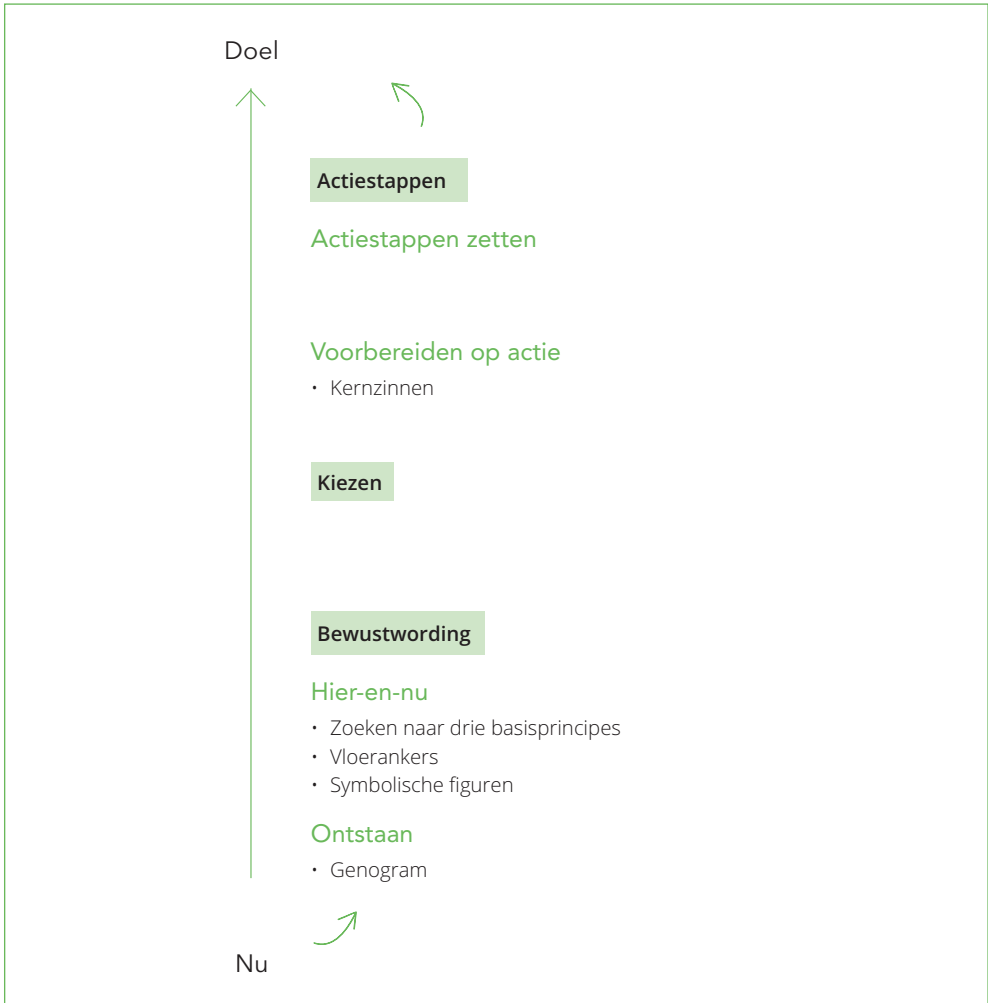 Doel
Actiestappen
Actiestappen zetten
Voorbereiden op actie
• Kernzinnen
Kiezen
Bewustwording
Hier-en-nu
• Zoeken naar drie basisprincipes
• Vloerankers
• Symbolische figuren
Ontstaan
• Genogram
Nu